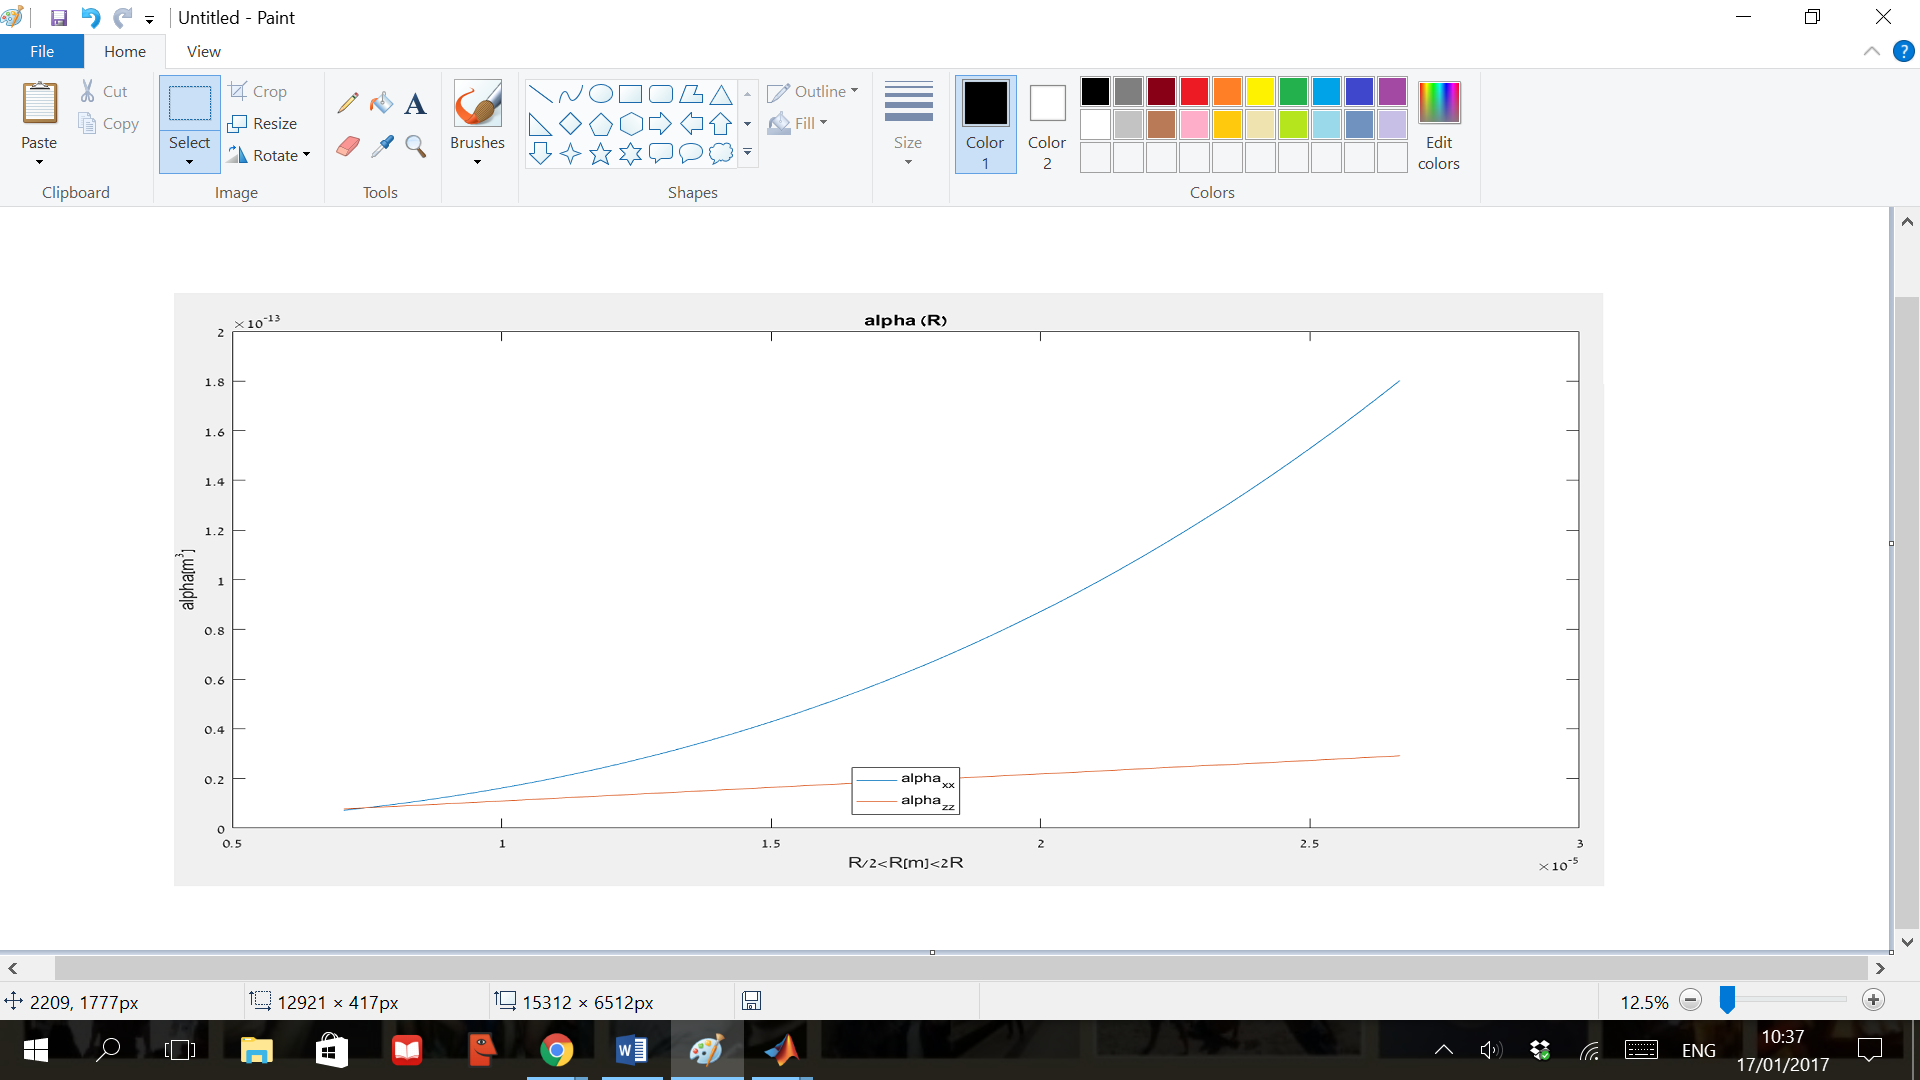 Untitled - Paint
File Home View
Paste
Cut
Copy
Clipboard
Select
Crop
Resize
Rotate
Image
A
Tools
Brushes
Shapes
Outline
Fill
Size
Color 1
Color 2
Edit colors
Colors
alpha (R)
×10-13
2
1.8
1.6
1.4
1.2
1
0.8
0.6
0.4
0.2
0
alpha[m3]
alphaxx
alphazz
0.5 1 1.5 2 2.5 3
R/2<R[m]<2R
×10-5
2209, 1777px 12921 × 417px 15312 × 6512px 12.5%
ENG
10:37
17/01/2017